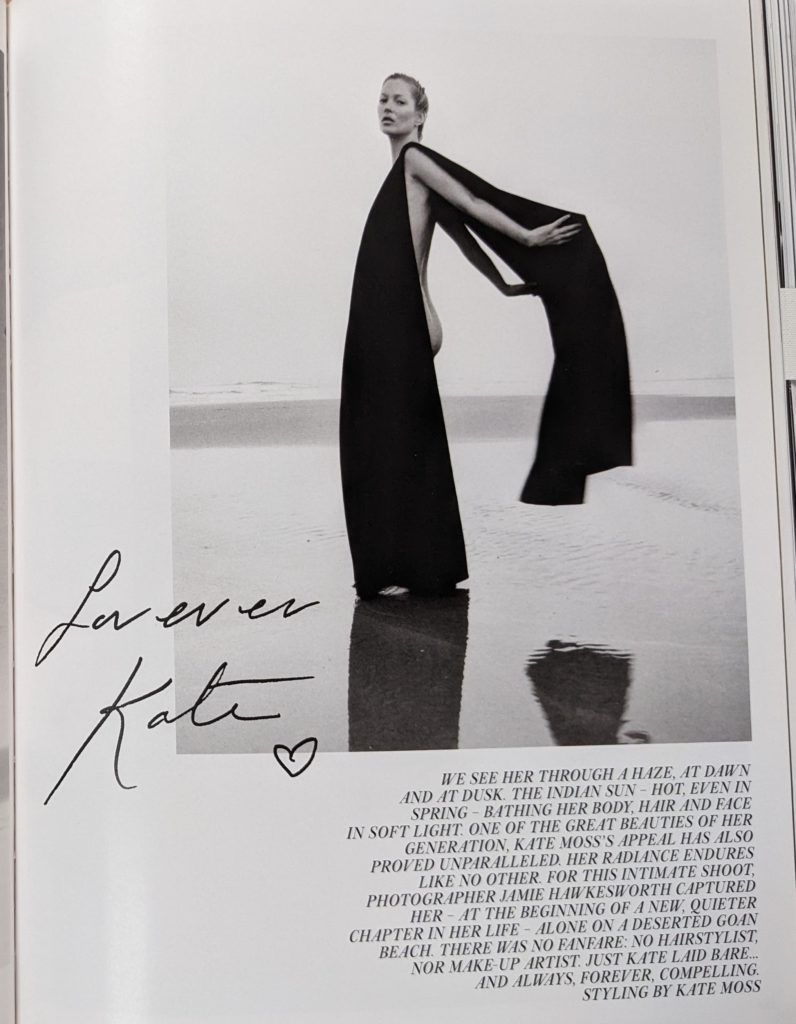 Forever
Kate
WE SEE HER THROUGH A HAZE, AT DAWN
AND AT DUSK. THE INDIAN SUN – HOT, EVEN IN
SPRING – BATHING HER BODY, HAIR AND FACE
IN SOFT LIGHT. ONE OF THE GREAT BEAUTIES OF HER
GENERATION, KATE MOSS'S APPEAL HAS ALSO
PROVED UNPARALLELED. HER RADIANCE ENDURES
LIKE NO OTHER. FOR THIS INTIMATE SHOOT,
PHOTOGRAPHER JAMIE HAWKESWORTH CAPTURED
HER – AT THE BEGINNING OF A NEW, QUIETER
CHAPTER IN HER LIFE – ALONE ON A DESERTED GOAN
BEACH. THERE WAS NO FANFARE: NO HAIRSTYLIST,
NOR MAKE-UP ARTIST. JUST KATE LAID BARE...
AND ALWAYS, FOREVER, COMPELLING.
STYLING BY KATE MOSS